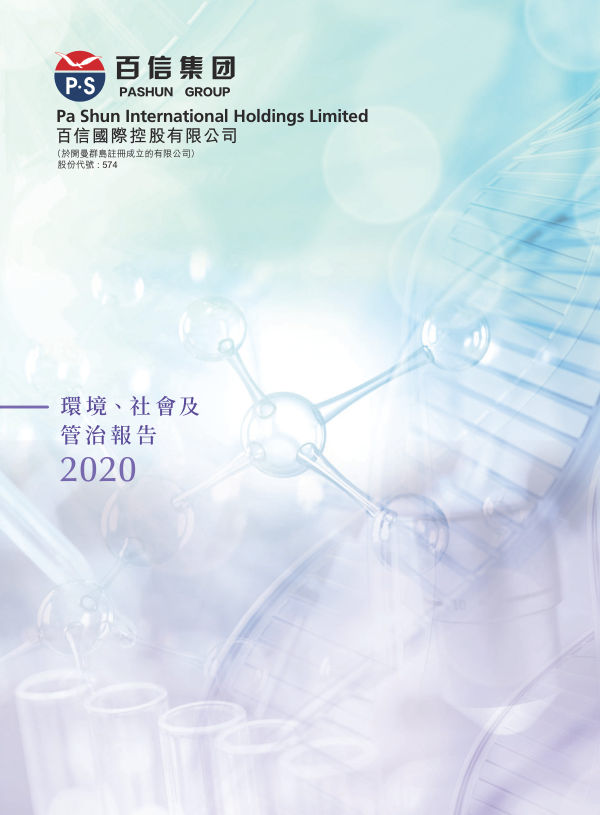 P·S
百信集团
PASHUN GROUP
Pa Shun International Holdings Limited
百信國際控股有限公司
(於開曼群島註冊成立的有限公司)
股份代號：574
環境、社會及
管治報告
2020
10